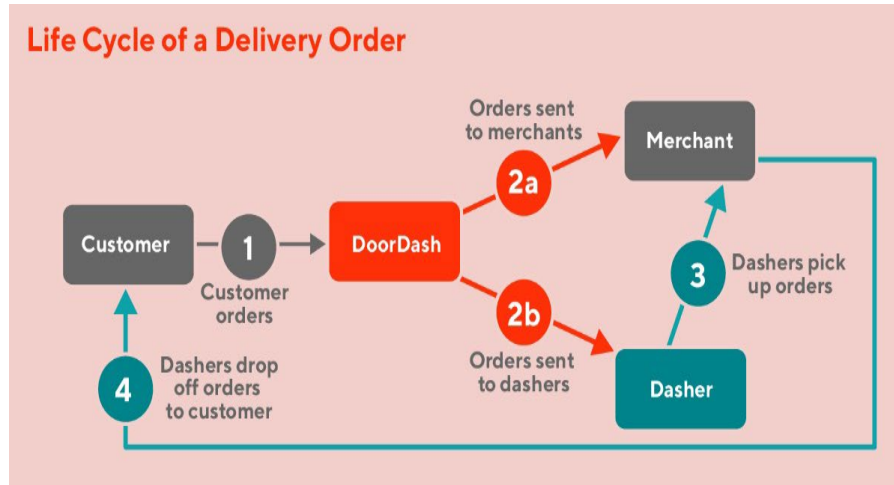 Life Cycle of a Delivery Order
Orders sent
to merchants
Merchant
2a
Customer
1
DoorDash
Customer
orders
3
Dashers pick
up orders
2b
Orders sent
to dashers
Dasher
4
Dashers drop
off orders
to customer